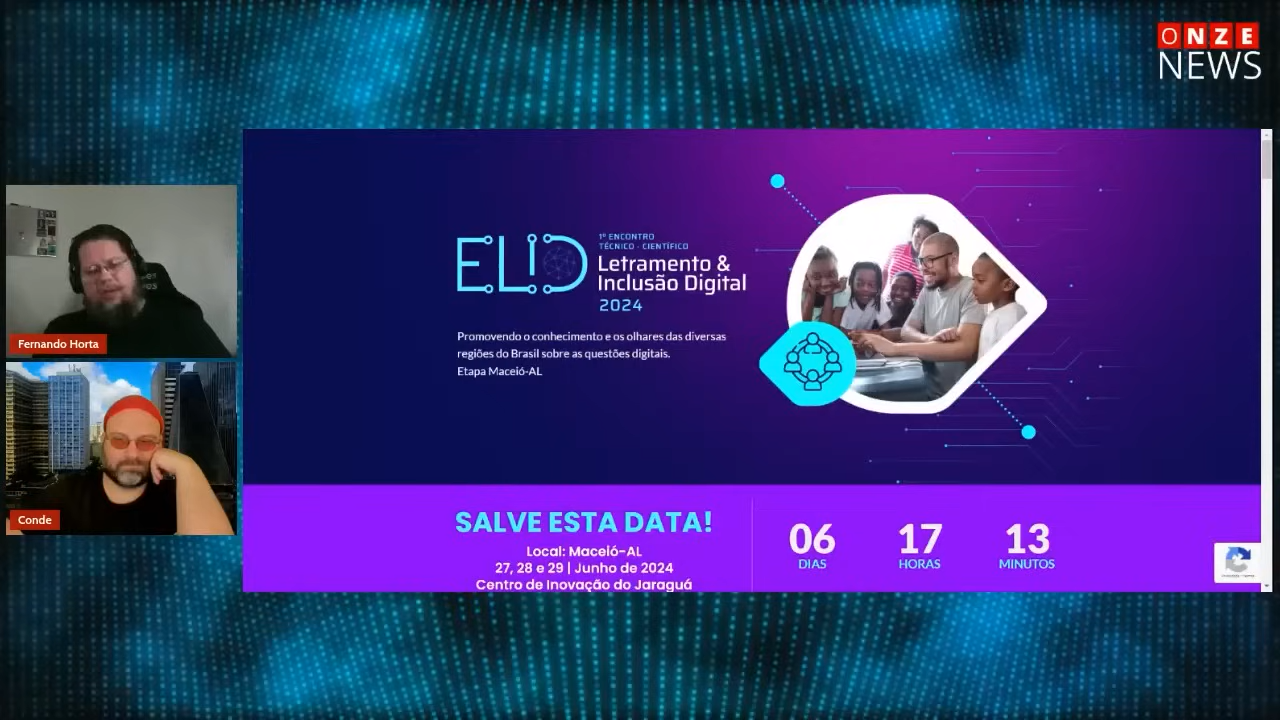 ONZE
NEWS
Fernando Horta
Conde
ELID
1º ENCONTRO
TÉCNICO - CIENTÍFICO
Letramento &
Inclusão Digital
2024
Promovendo o conhecimento e os olhares das diversas
regiões do Brasil sobre as questões digitais.
Etapa Maceió-AL
SALVE ESTA DATA!
Local: Maceió-AL
27, 28 e 29 | Junho de 2024
Centro de Inovação do Jaraguá
06 17 13
DIAS HORAS MINUTOS